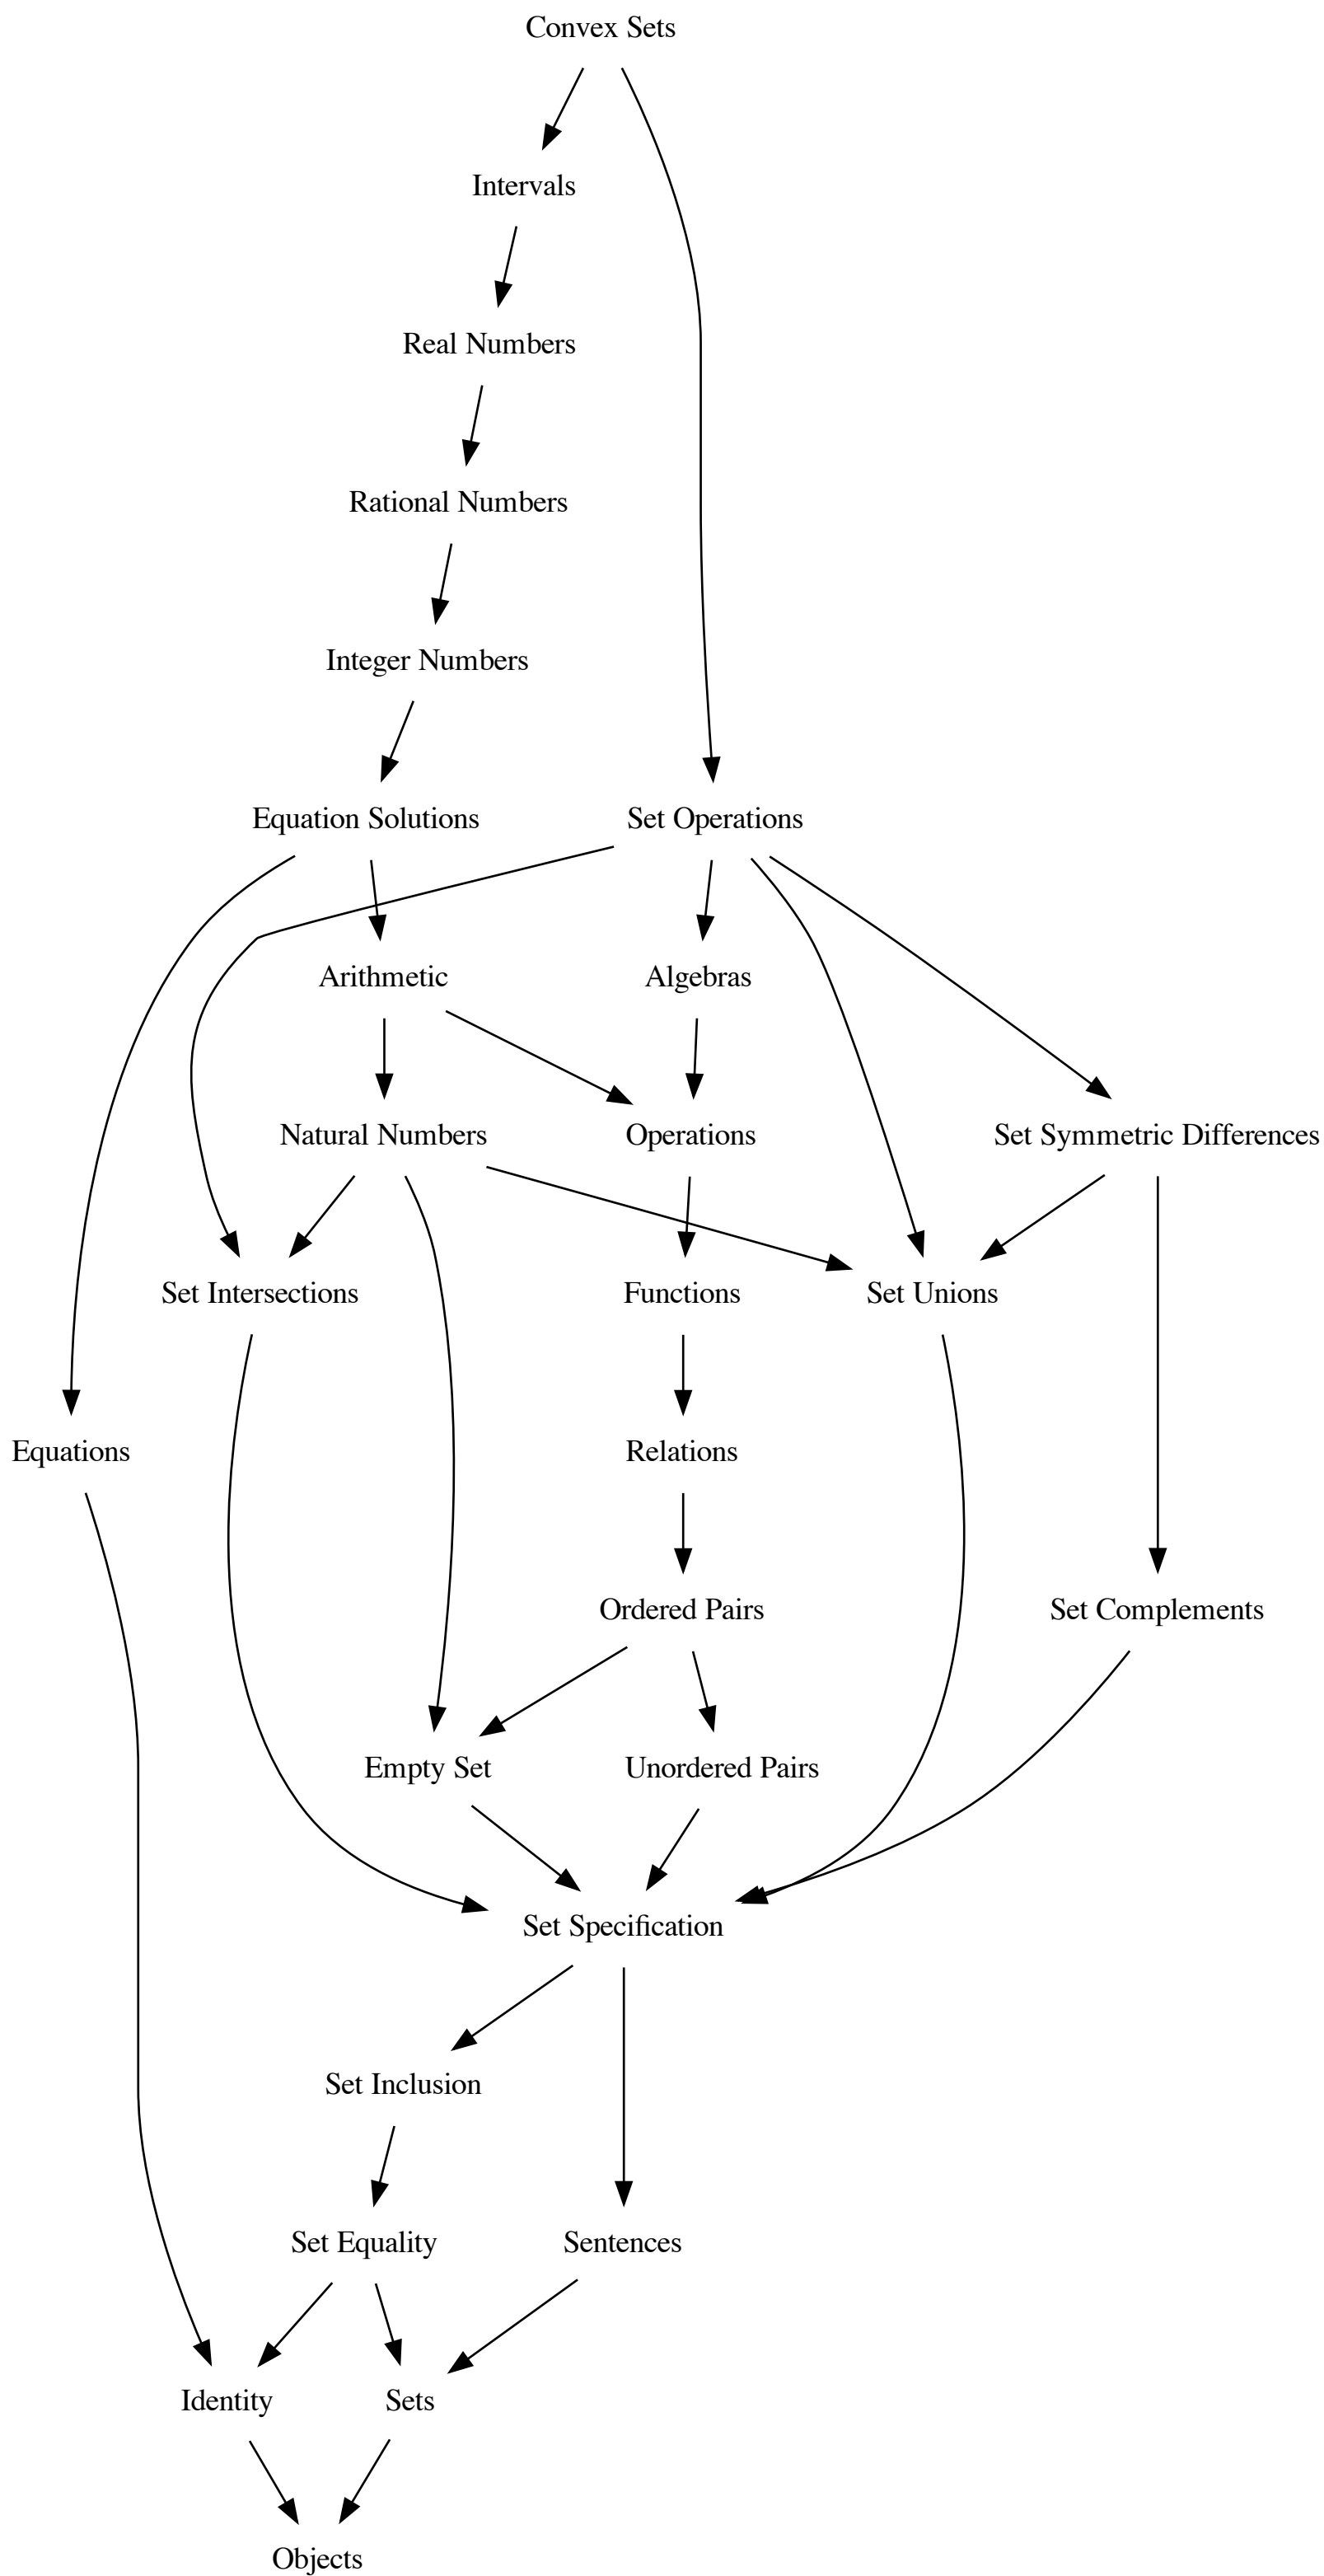 Convex Sets
Intervals
Real Numbers
Rational Numbers
Integer Numbers
Equation Solutions
Set Operations
Arithmetic
Algebras
Natural Numbers
Operations
Set Symmetric Differences
Set Intersections
Functions
Set Unions
Equations
Relations
Ordered Pairs
Set Complements
Empty Set
Unordered Pairs
Set Specification
Set Inclusion
Set Equality
Sentences
Identity
Sets
Objects